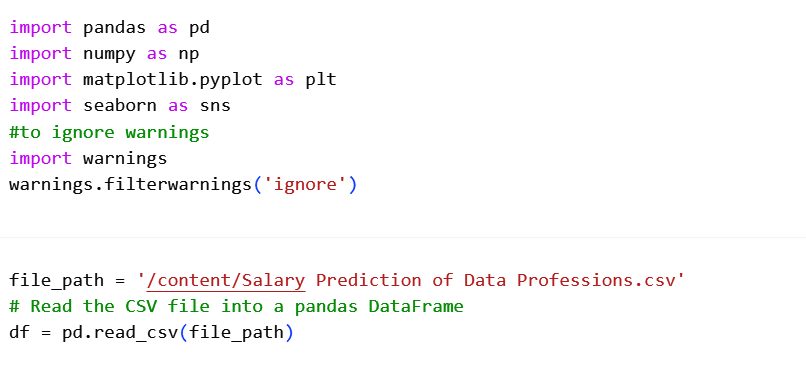 import pandas as pd
import numpy as np
import matplotlib.pyplot as plt
import seaborn as sns
#to ignore warnings
import warnings
warnings.filterwarnings('ignore')
file_path = '/content/Salary Prediction of Data Professions.csv'
# Read the CSV file into a pandas DataFrame
df = pd.read_csv(file_path)